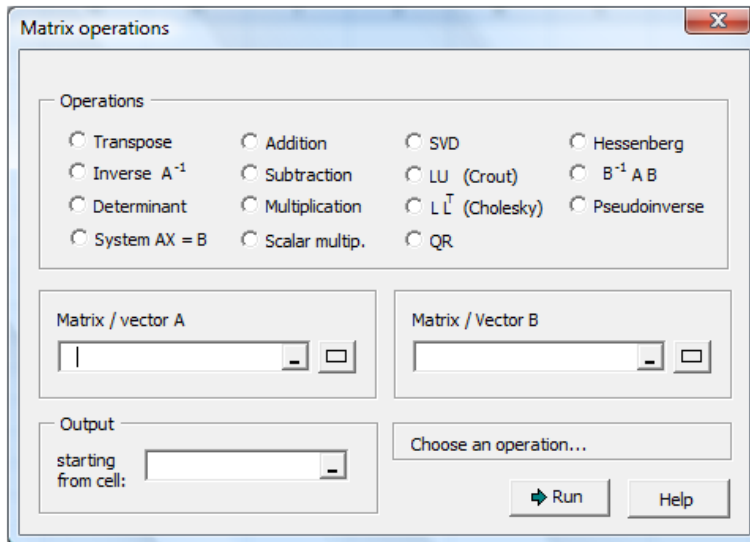 Matrix operations
Operations
Transpose Addition SVD Hessenberg
Inverse A⁻¹ Subtraction LU (Crout) B⁻¹ A B
Determinant Multiplication L Lᵀ (Cholesky) Pseudoinverse
System AX = B Scalar multip. QR
Matrix / vector A
Matrix / Vector B
Output
starting
from cell:
Choose an operation...
Run
Help